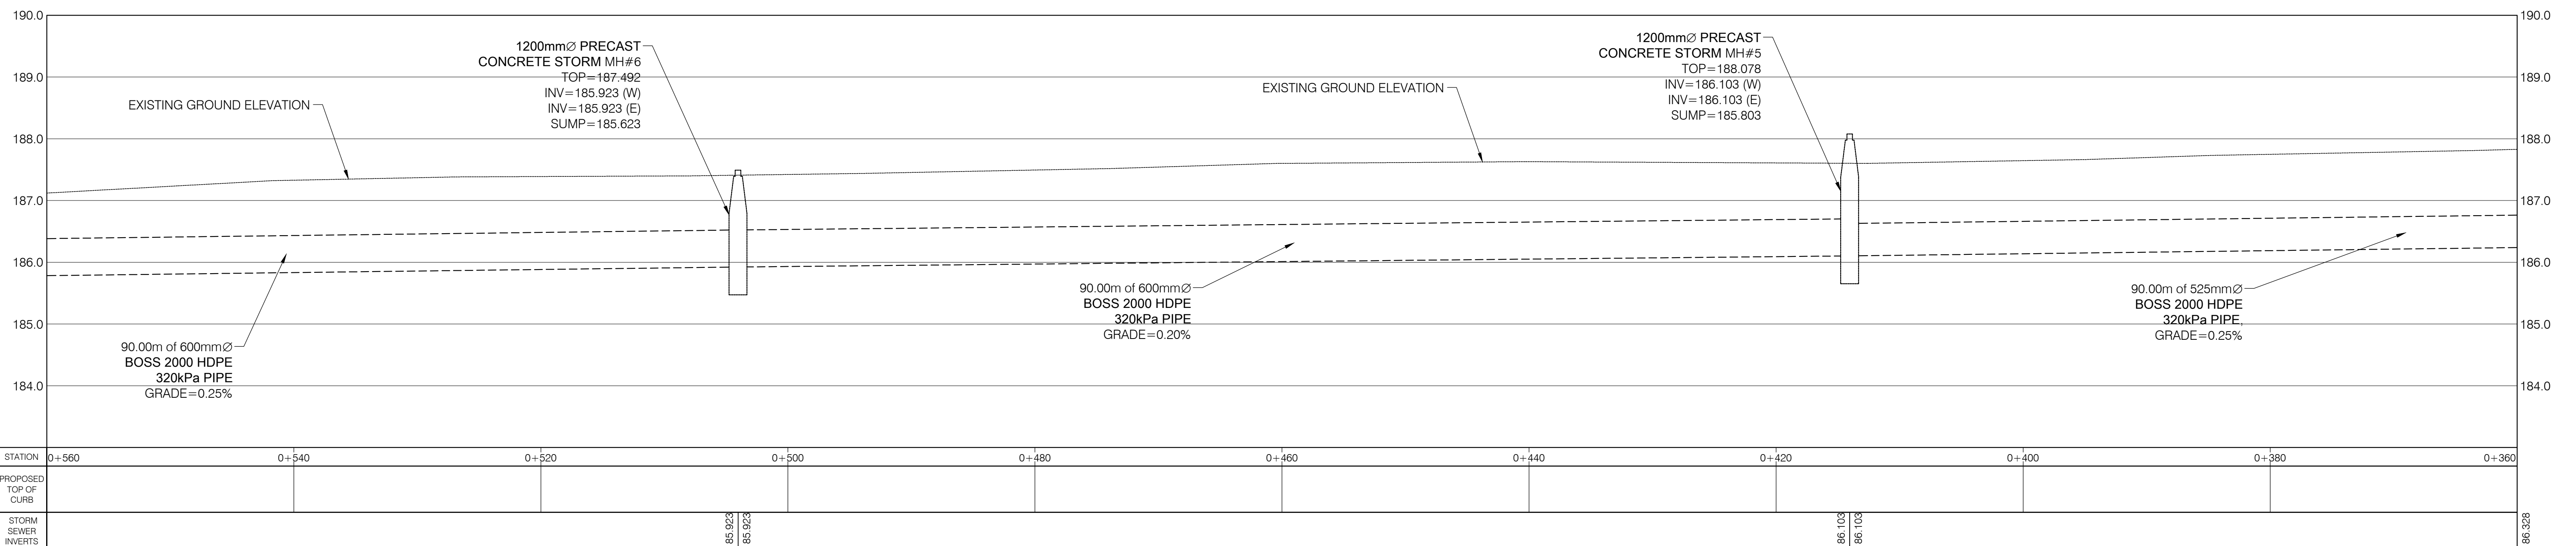 190.0
190.0
189.0
189.0
188.0
188.0
187.0
187.0
186.0
186.0
185.0
185.0
184.0
184.0
EXISTING GROUND ELEVATION
1200mmØ PRECAST
CONCRETE STORM MH#6
TOP=187.492
INV=185.923 (W)
INV=185.923 (E)
SUMP=185.623
EXISTING GROUND ELEVATION
1200mmØ PRECAST
CONCRETE STORM MH#5
TOP=188.078
INV=186.103 (W)
INV=186.103 (E)
SUMP=185.803
90.00m of 600mmØ
BOSS 2000 HDPE
320kPa PIPE
GRADE=0.25%
90.00m of 600mmØ
BOSS 2000 HDPE
320kPa PIPE
GRADE=0.20%
90.00m of 525mmØ
BOSS 2000 HDPE
320kPa PIPE,
GRADE=0.25%
STATION
0+560
0+540
0+520
0+500
0+480
0+460
0+440
0+420
0+400
0+380
0+360
PROPOSED
TOP OF
CURB
STORM
SEWER
INVERTS
85.923
85.923
86.103
86.103
86.328